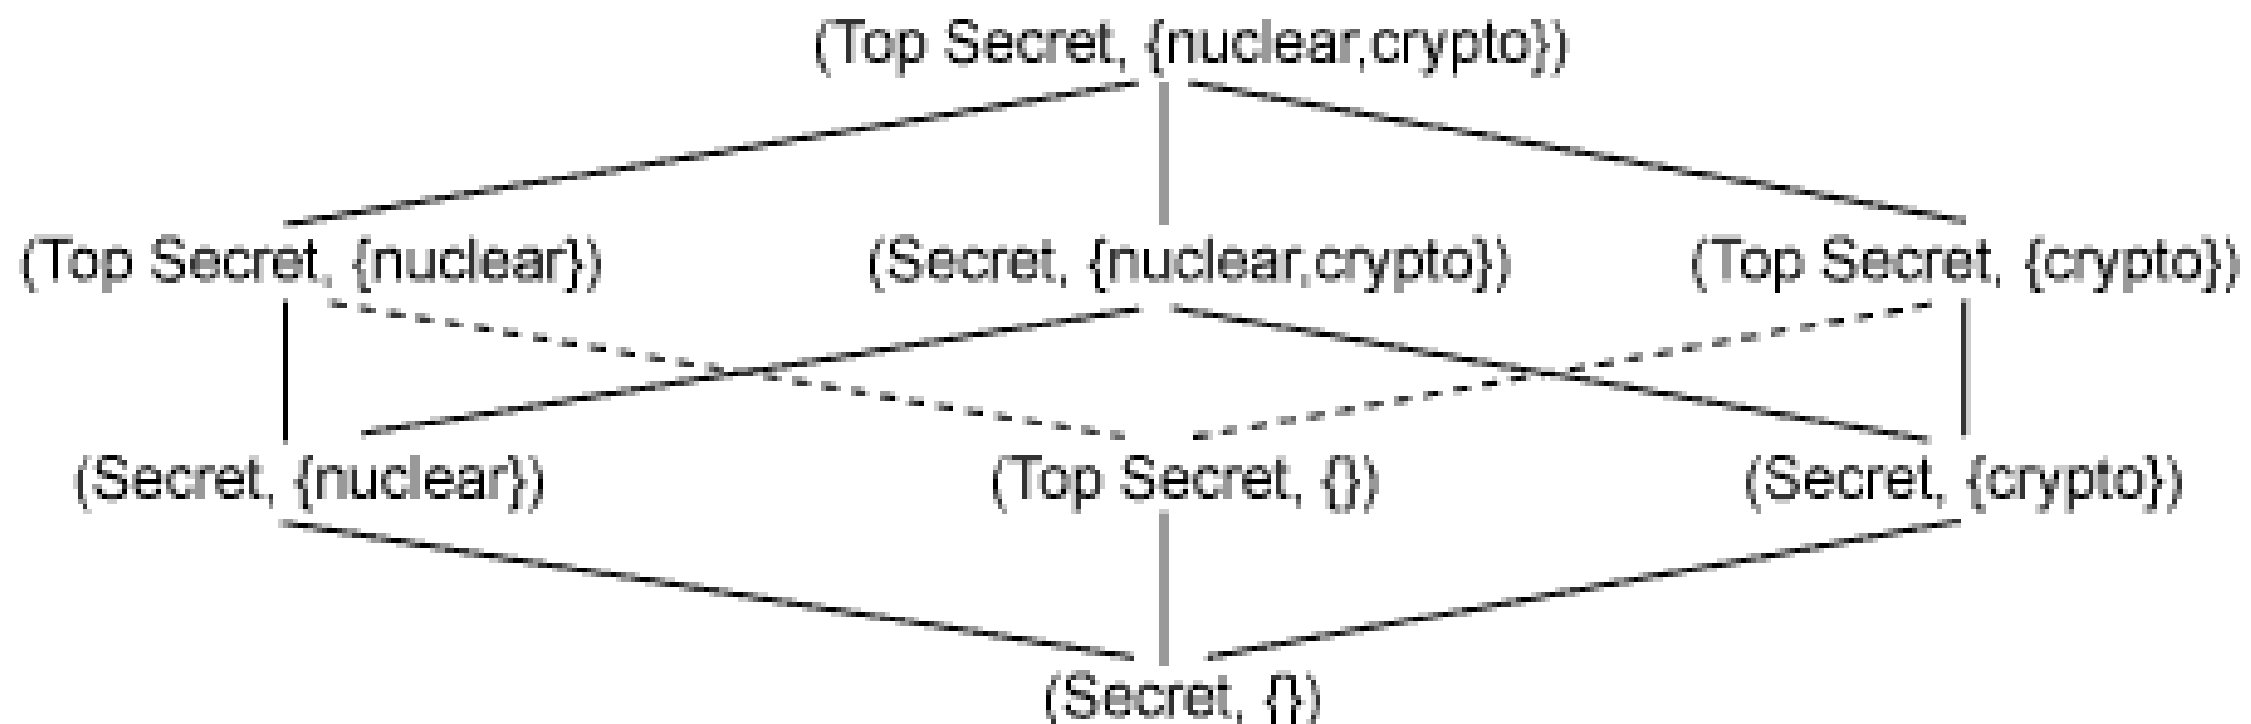 (Top Secret, {nuclear,crypto})
(Top Secret, {nuclear}) (Secret, {nuclear,crypto}) (Top Secret, {crypto})
(Secret, {nuclear}) (Top Secret, {}) (Secret, {crypto})
(Secret, {})